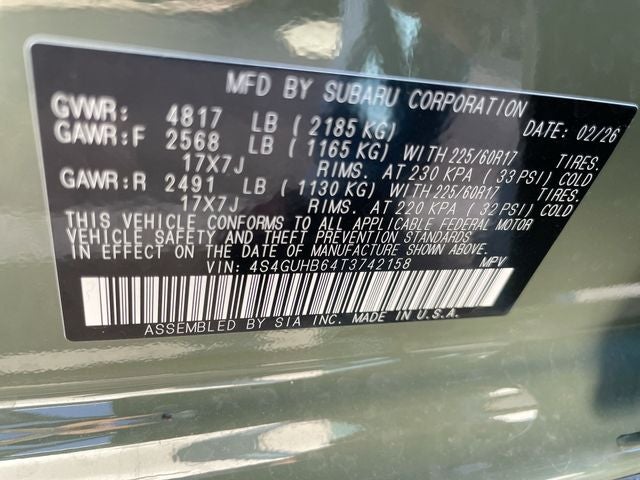 MFD BY SUBARU CORPORATION
GVWR: 4817 LB ( 2185 KG) DATE: 02/26
GAWR:F 2568 LB ( 1165 KG) WITH 225/60R17 TIRES.
17X7J RIMS. AT 230 KPA ( 33 PSI) COLD
GAWR:R 2491 LB ( 1130 KG) WITH 225/60R17 TIRES.
17X7J RIMS. AT 220 KPA ( 32 PSI) COLD
THIS VEHICLE CONFORMS TO ALL APPLICABLE FEDERAL MOTOR
VEHICLE SAFETY AND THEFT PREVENTION STANDARDS
IN EFFECT ON THE DATE OF MANUFACTURE SHOWN ABOVE.
VIN: 4S4GUHB64T3742158 MPV
ASSEMBLED BY SIA INC. MADE IN U.S.A.